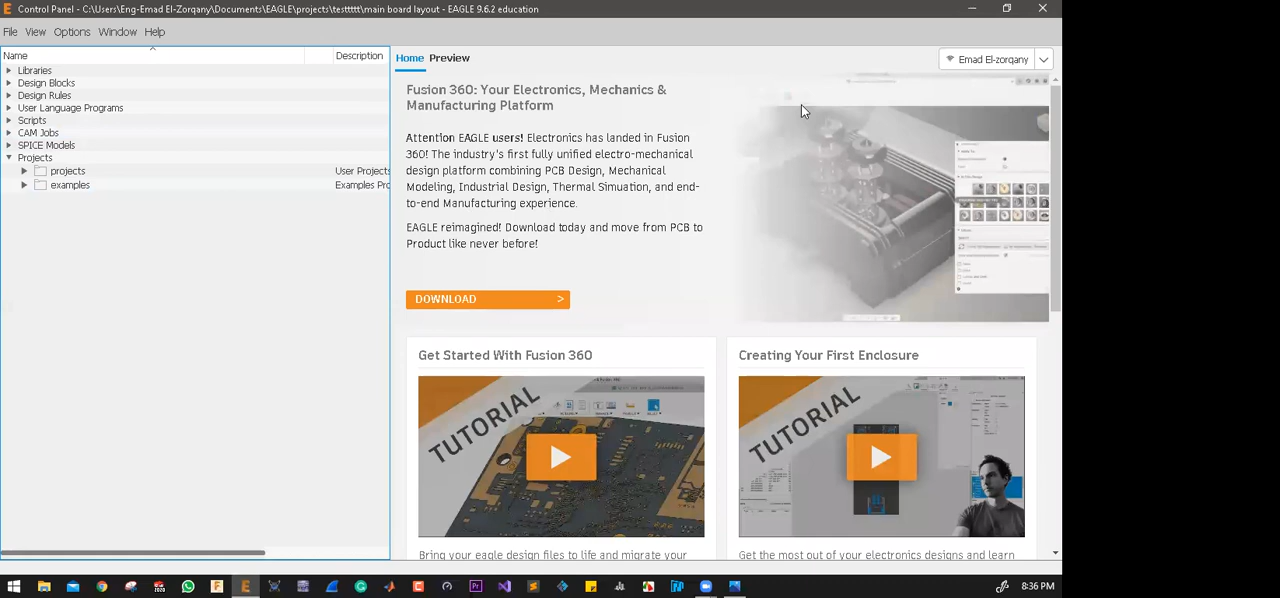 Control Panel - C:\Users\Eng-Emad El-Zorqany\Documents\EAGLE\projects\testtttt\main board layout - EAGLE 9.6.2 education
File View Options Window Help
Name Description
Libraries
Design Blocks
Design Rules
User Language Programs
Scripts
CAM Jobs
SPICE Models
Projects
projects User Projects
examples Examples Pro
Home Preview
Emad El-zorqany
Fusion 360: Your Electronics, Mechanics &
Manufacturing Platform
Attention EAGLE users! Electronics has landed in Fusion
360! The industry's first fully unified electro-mechanical
design platform combining PCB Design, Mechanical
Modeling, Industrial Design, Thermal Simuation, and end-
to-end Manufacturing experience.
EAGLE reimagined! Download today and move from PCB to
Product like never before!
DOWNLOAD >
Get Started With Fusion 360
TUTORIAL
Bring your eagle design files to life and migrate your
Creating Your First Enclosure
TUTORIAL
Get the most out of your electronics designs and learn
8:36 PM